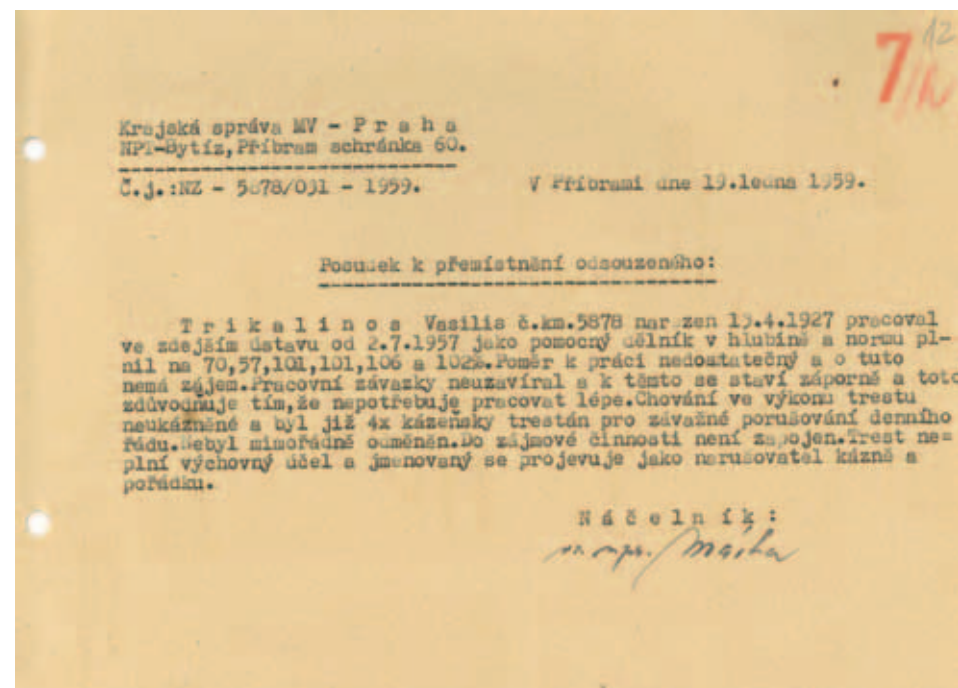 12
7
Krajská správa MV - P r a h a
NPT-Bytíz, Příbram schránka 60.
Č.j.:NZ - 5878/091 - 1959.
V Příbrami dne 19.ledna 1959.
Posudek k přemístnění odsouzeného:
T r i k a l i n o s Vasilis č.km.5878 narozen 13.4.1927 pracoval
ve zdejším ústavu od 2.7.1957 jako pomocný dělník v hlubině a normu pl-
nil na 70,57,101,101,106 a 102%.Poměr k práci nedostatečný a o tuto
nemá zájem.Pracovní závazky neuzavíral a k těmto se staví záporně a toto
zdůvodňuje tím,že nepotřebuje pracovat lépe.Chování ve výkonu trestu
neukázněné a byl již 4x kázeňsky trestán pro závažné porušování denního
řádu.Nebyl mimořádně odměněn.Do zájmové činnosti není zapojen.Trest ne=
plní výchovný účel a jmenovaný se projevuje jako narušovatel kázně a
pořádku.
N á č e l n í k :